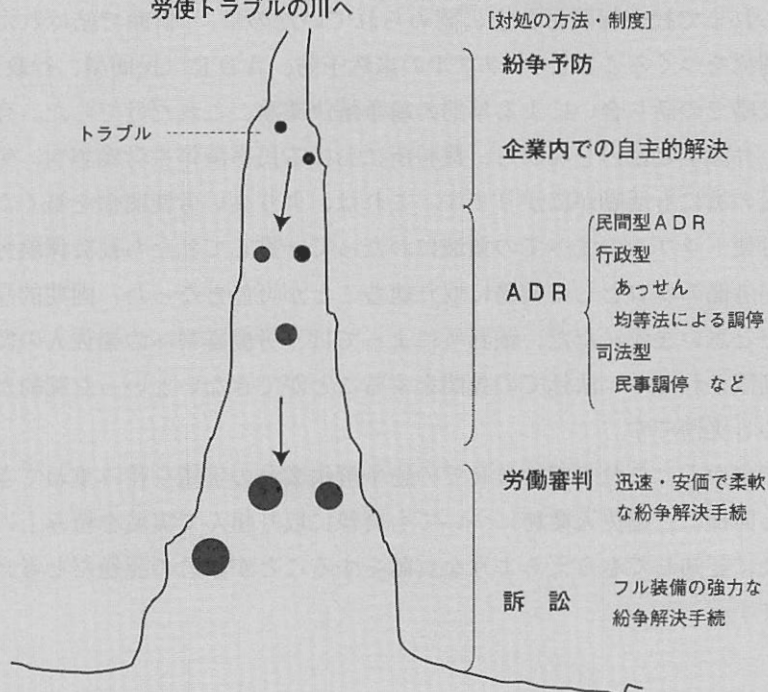 労使トラブルの川へ
[対処の方法・制度]
紛争予防
トラブル
企業内での自主的解決
ADR
民間型ADR
行政型
あっせん
均等法による調停
司法型
民事調停 など
労働審判 迅速・安価で柔軟
な紛争解決手続
訴訟 フル装備の強力な
紛争解決手続